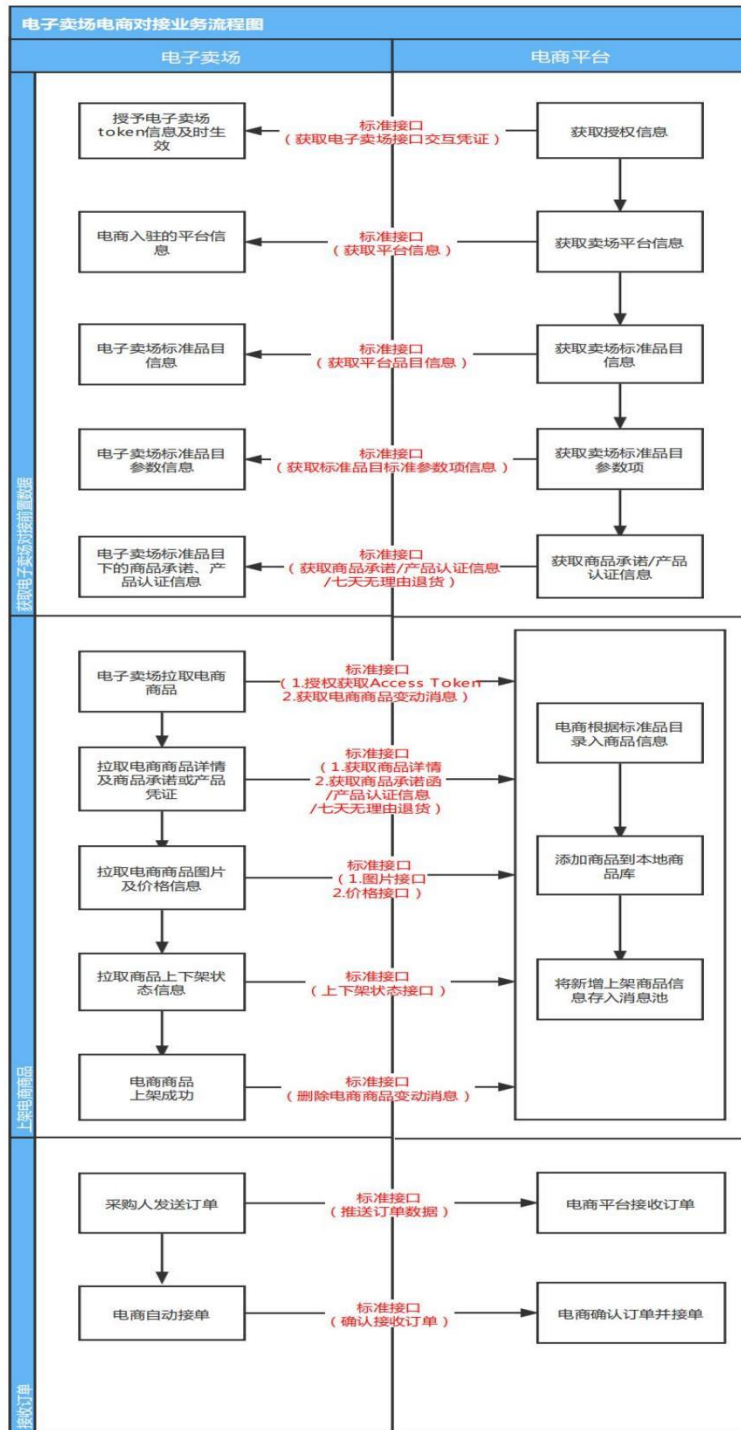 电子卖场电商对接业务流程图
电子卖场
电商平台
获取电子卖场对接前置数据
授予电子卖场
token信息及时生
效
标准接口
（获取电子卖场接口交互凭证）
获取授权信息
电商入驻的平台信
息
标准接口
（获取平台信息）
获取卖场平台信息
电子卖场标准品目
信息
标准接口
（获取平台品目信息）
获取卖场标准品目
信息
电子卖场标准品目
参数信息
标准接口
（获取标准品目标准参数项信息）
获取卖场标准品目
参数项
电子卖场标准品目
下的商品承诺、产
品认证信息
标准接口
（获取商品承诺/产品认证信息
/七天无理由退货）
获取商品承诺/产品
认证信息
上架电商商品
电子卖场拉取电商
商品
标准接口
（1.授权获取Access Token
2.获取电商商品变动消息）
拉取电商商品详情
及商品承诺或产品
凭证
标准接口
（1.获取商品详情
2.获取商品承诺函
/产品认证信息
/七天无理由退货）
拉取电商商品图片
及价格信息
标准接口
（1.图片接口
2.价格接口）
拉取商品上下架状
态信息
标准接口
（上下架状态接口）
电商商品
上架成功
标准接口
（删除电商商品变动消息）
电商根据标准品目
录入商品信息
添加商品到本地商
品库
将新增上架商品信
息存入消息池
接收订单
采购人发送订单
标准接口
（推送订单数据）
电商平台接收订单
电商自动接单
标准接口
（确认接收订单）
电商确认订单并接单